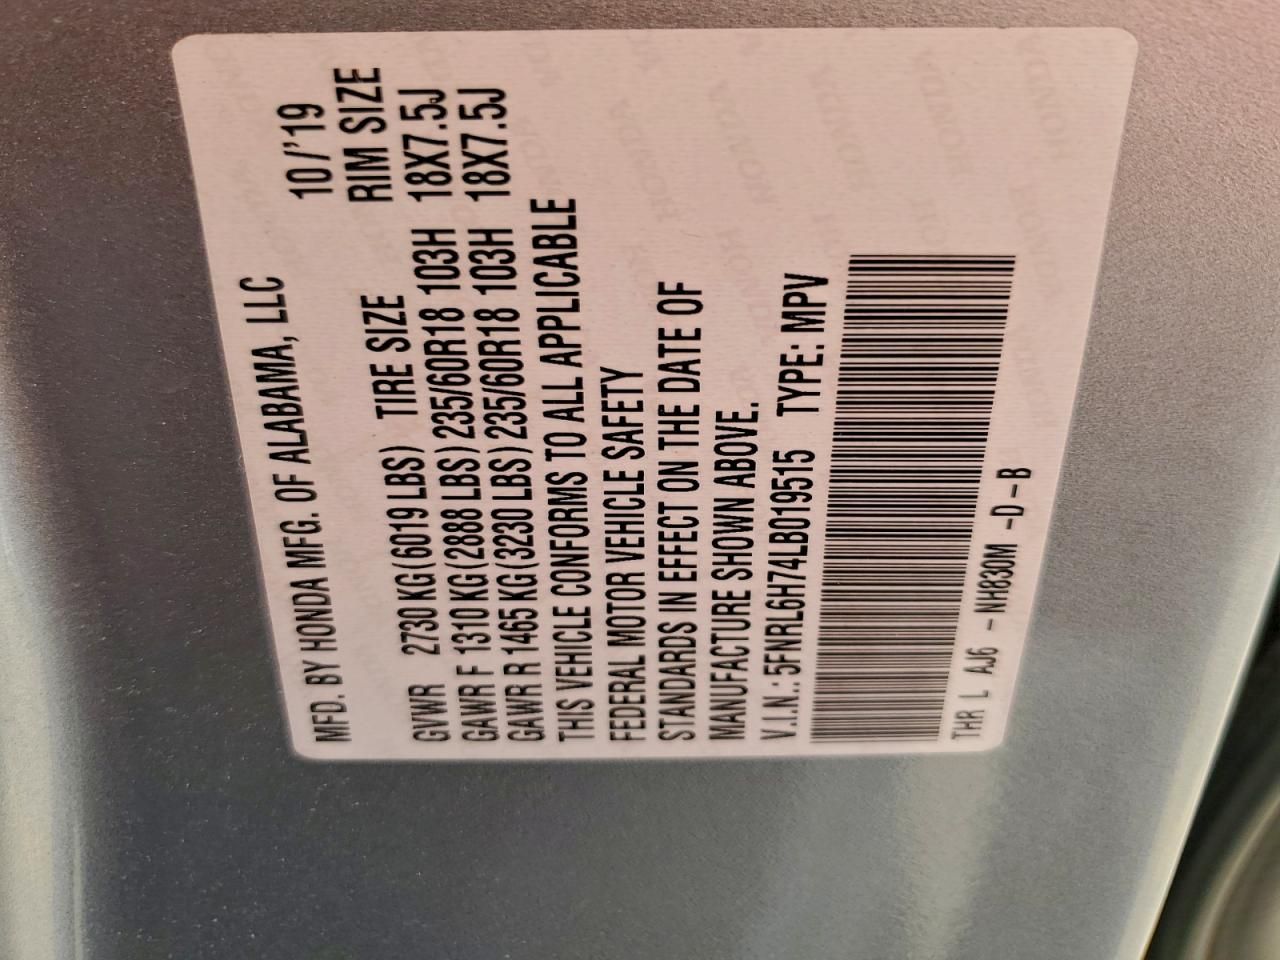 MFD. BY HONDA MFG. OF ALABAMA, LLC 10/'19
TIRE SIZE RIM SIZE
GVWR 2730 KG(6019 LBS)
GAWR F 1310 KG(2888 LBS) 235/60R18 103H 18X7.5J
GAWR R 1465 KG(3230 LBS) 235/60R18 103H 18X7.5J
THIS VEHICLE CONFORMS TO ALL APPLICABLE
FEDERAL MOTOR VEHICLE SAFETY
STANDARDS IN EFFECT ON THE DATE OF
MANUFACTURE SHOWN ABOVE.
V.I.N.: 5FNRL6H74LB019515 TYPE: MPV
THR L AJ6 - NH830M -D-B